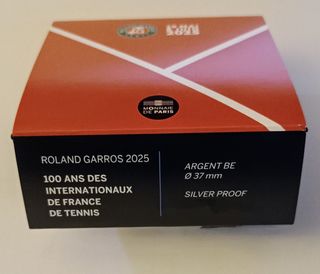 MONNAIE
DE PARIS
ROLAND GARROS 2025
100 ANS DES
INTERNATIONAUX
DE FRANCE
DE TENNIS
ARGENT BE
Ø 37 mm
SILVER PROOF